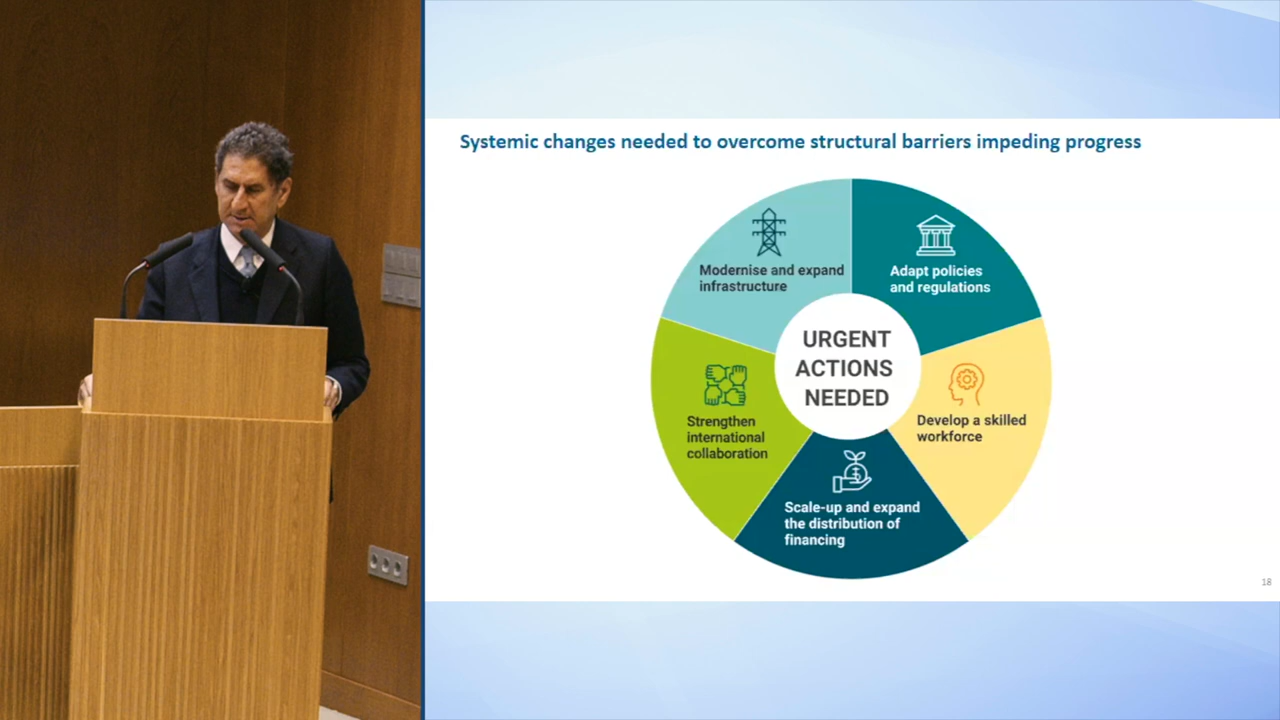 Systemic changes needed to overcome structural barriers impeding progress
Modernise and expand
infrastructure
Adapt policies
and regulations
URGENT
ACTIONS
NEEDED
Strengthen
international
collaboration
Develop a skilled
workforce
Scale-up and expand
the distribution of
financing
18